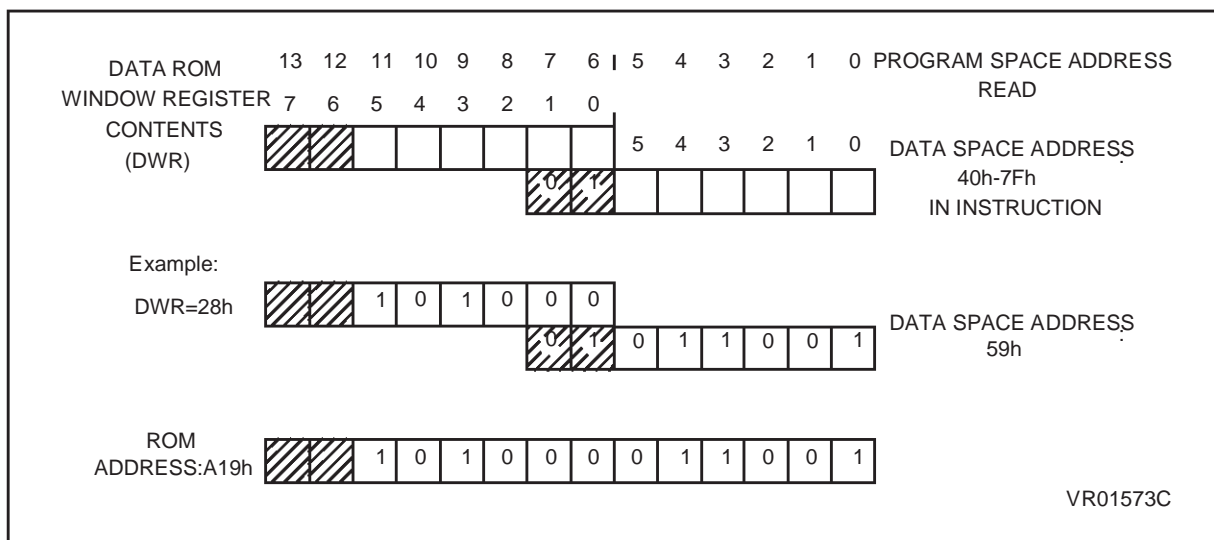 DATA ROM 13 12 11 10 9 8 7 6 5 4 3 2 1 0 PROGRAM SPACE ADDRESS
READ
WINDOW REGISTER 7 6 5 4 3 2 1 0
CONTENTS
(DWR)
5 4 3 2 1 0 DATA SPACE ADDRESS
:
0 1 40h-7Fh
IN INSTRUCTION
Example:
DWR=28h 1 0 1 0 0 0
0 1 0 1 1 0 0 1 DATA SPACE ADDRESS
:
59h
ROM
ADDRESS:A19h 1 0 1 0 0 0 0 1 1 0 0 1
VR01573C